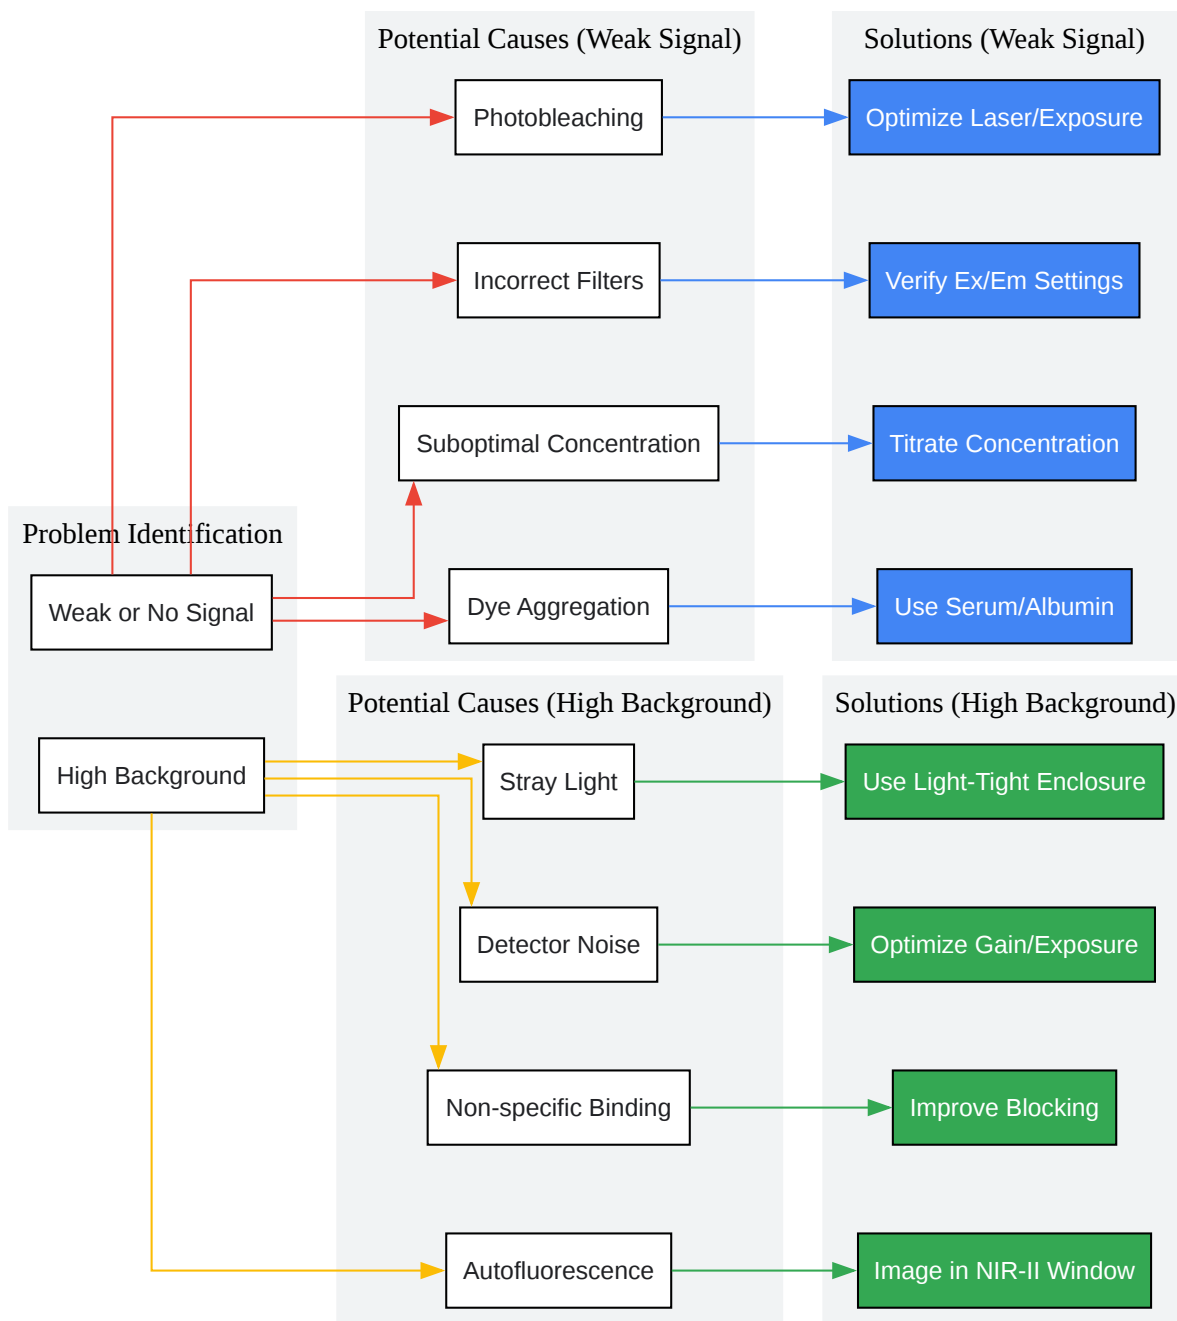 Potential Causes (Weak Signal)
Solutions (Weak Signal)
Photobleaching
Optimize Laser/Exposure
Incorrect Filters
Verify Ex/Em Settings
Suboptimal Concentration
Titrate Concentration
Problem Identification
Weak or No Signal
Dye Aggregation
Use Serum/Albumin
Potential Causes (High Background)
Solutions (High Background)
High Background
Stray Light
Use Light-Tight Enclosure
Detector Noise
Optimize Gain/Exposure
Non-specific Binding
Improve Blocking
Autofluorescence
Image in NIR-II Window